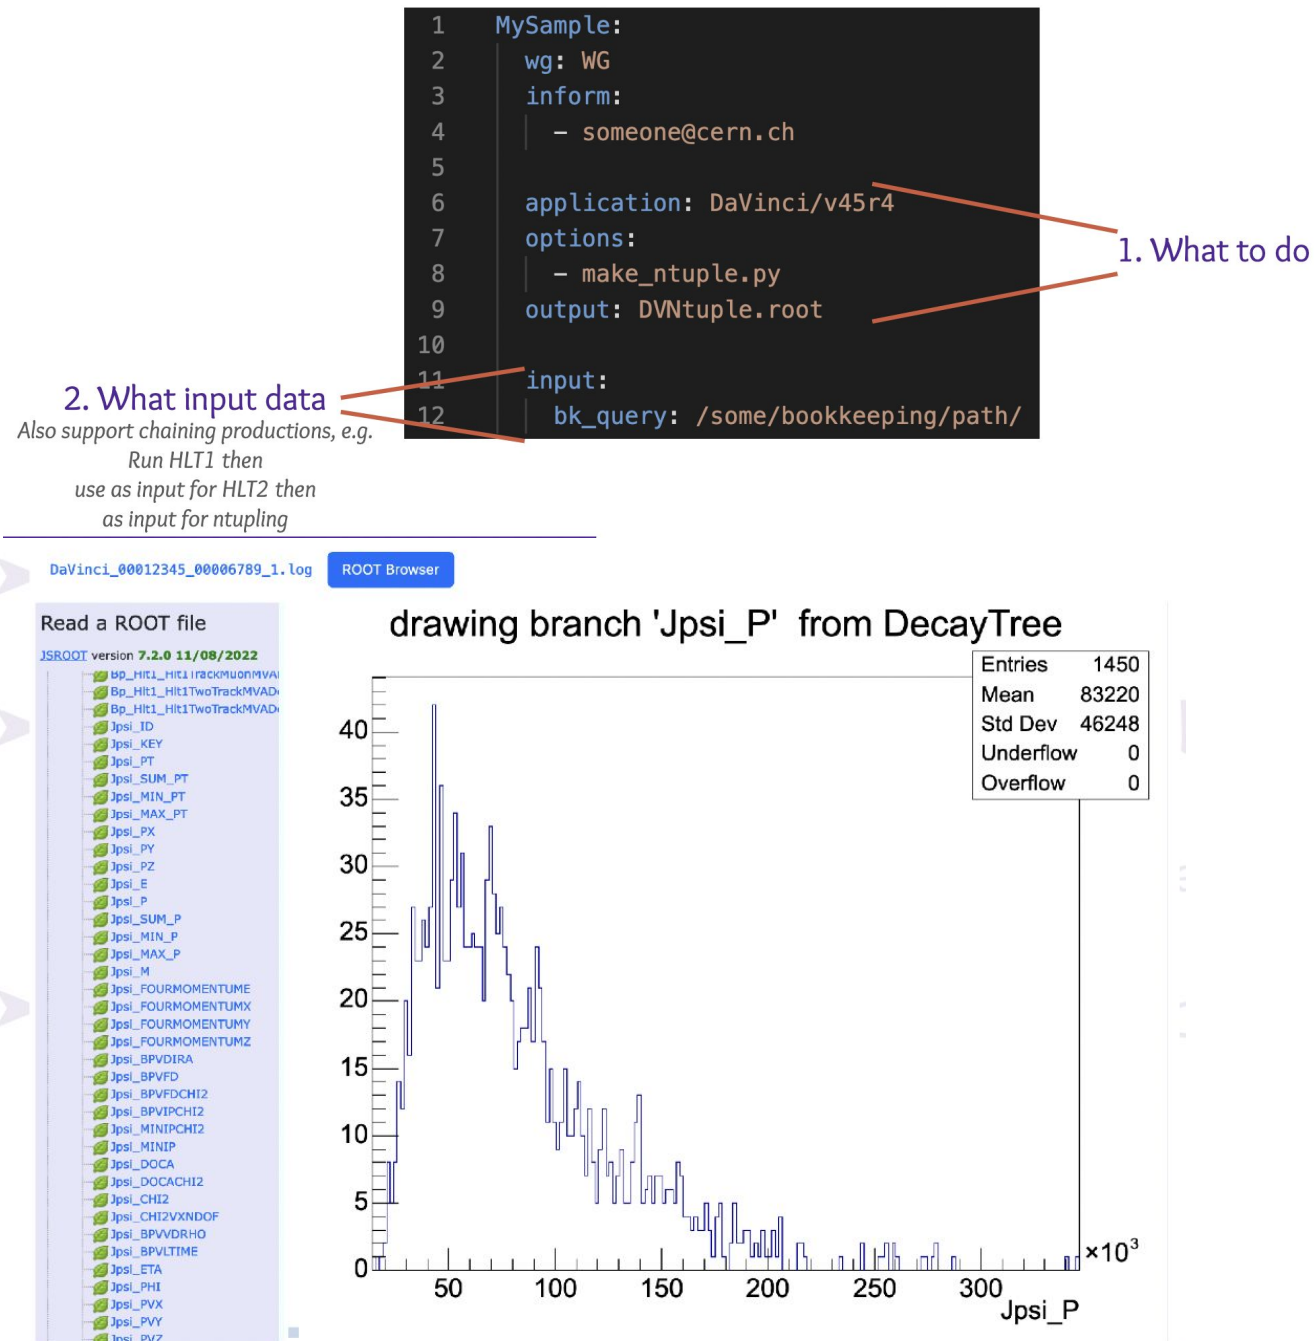 1 MySample:
2 wg: WG
3 inform:
4 - someone@cern.ch
5
6 application: DaVinci/v45r4
7 options:
8 - make_ntuple.py
9 output: DVNtuple.root
10
11 input:
12 bk_query: /some/bookkeeping/path/
1. What to do
2. What input data
Also support chaining productions, e.g.
Run HLT1 then
use as input for HLT2 then
as input for ntupling
DaVinci_00012345_00006789_1.log
ROOT Browser
Read a ROOT file
JSROOT version 7.2.0 11/08/2022
Bp_Hlt1_Hlt1TrackMuonMVA
Bp_Hlt1_Hlt1TwoTrackMVAD
Bp_Hlt1_Hlt1TwoTrackMVAD
Jpsi_ID
Jpsi_KEY
Jpsi_PT
Jpsi_SUM_PT
Jpsi_MIN_PT
Jpsi_MAX_PT
Jpsi_PX
Jpsi_PY
Jpsi_PZ
Jpsi_E
Jpsi_P
Jpsi_SUM_P
Jpsi_MIN_P
Jpsi_MAX_P
Jpsi_M
Jpsi_FOURMOMENTUME
Jpsi_FOURMOMENTUMX
Jpsi_FOURMOMENTUMY
Jpsi_FOURMOMENTUMZ
Jpsi_BPVDIRA
Jpsi_BPVFD
Jpsi_BPVFDCHI2
Jpsi_BPVIPCHI2
Jpsi_MINIPCHI2
Jpsi_MINIP
Jpsi_DOCA
Jpsi_DOCACHI2
Jpsi_CHI2
Jpsi_CHI2VXNDOF
Jpsi_BPVVDRHO
Jpsi_BPVLTIME
Jpsi_ETA
Jpsi_PHI
Jpsi_PVX
Jpsi_PVY
Jpsi_PVZ
drawing branch 'Jpsi_P' from DecayTree
Entries 1450
Mean 83220
Std Dev 46248
Underflow 0
Overflow 0
40
35
30
25
20
15
10
5
0
50 100 150 200 250 300
×10³
Jpsi_P